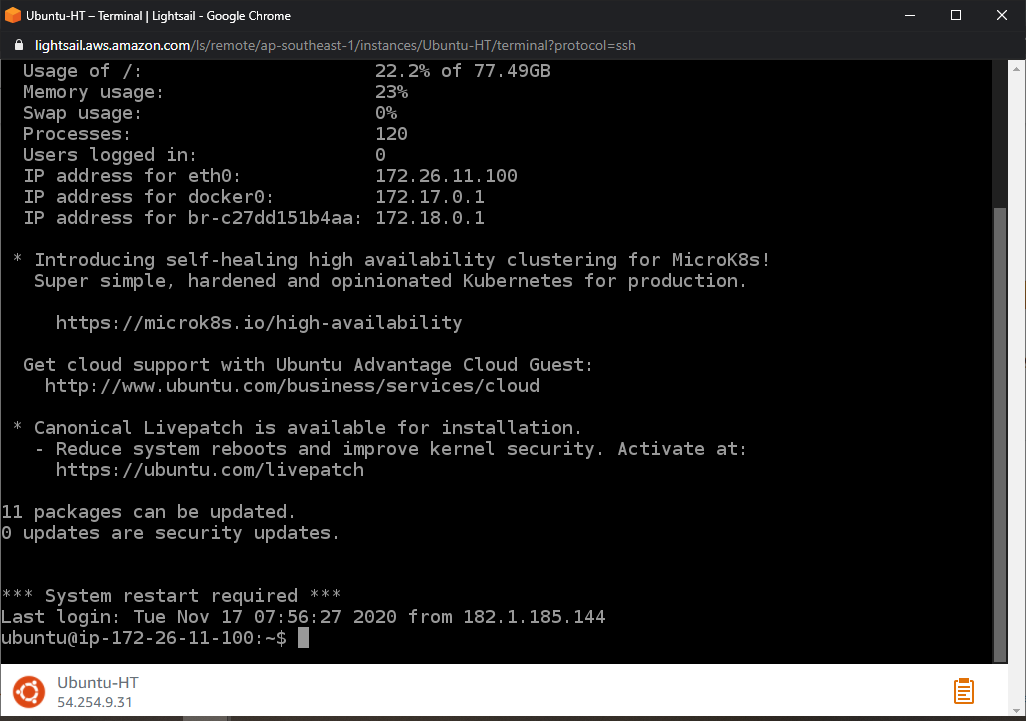 Ubuntu-HT – Terminal | Lightsail - Google Chrome
lightsail.aws.amazon.com/ls/remote/ap-southeast-1/instances/Ubuntu-HT/terminal?protocol=ssh
Usage of /: 22.2% of 77.49GB
Memory usage: 23%
Swap usage: 0%
Processes: 120
Users logged in: 0
IP address for eth0: 172.26.11.100
IP address for docker0: 172.17.0.1
IP address for br-c27dd151b4aa: 172.18.0.1
* Introducing self-healing high availability clustering for MicroK8s!
Super simple, hardened and opinionated Kubernetes for production.
https://microk8s.io/high-availability
Get cloud support with Ubuntu Advantage Cloud Guest:
http://www.ubuntu.com/business/services/cloud
* Canonical Livepatch is available for installation.
- Reduce system reboots and improve kernel security. Activate at:
https://ubuntu.com/livepatch
11 packages can be updated.
0 updates are security updates.
*** System restart required ***
Last login: Tue Nov 17 07:56:27 2020 from 182.1.185.144
ubuntu@ip-172-26-11-100:~$
Ubuntu-HT
54.254.9.31